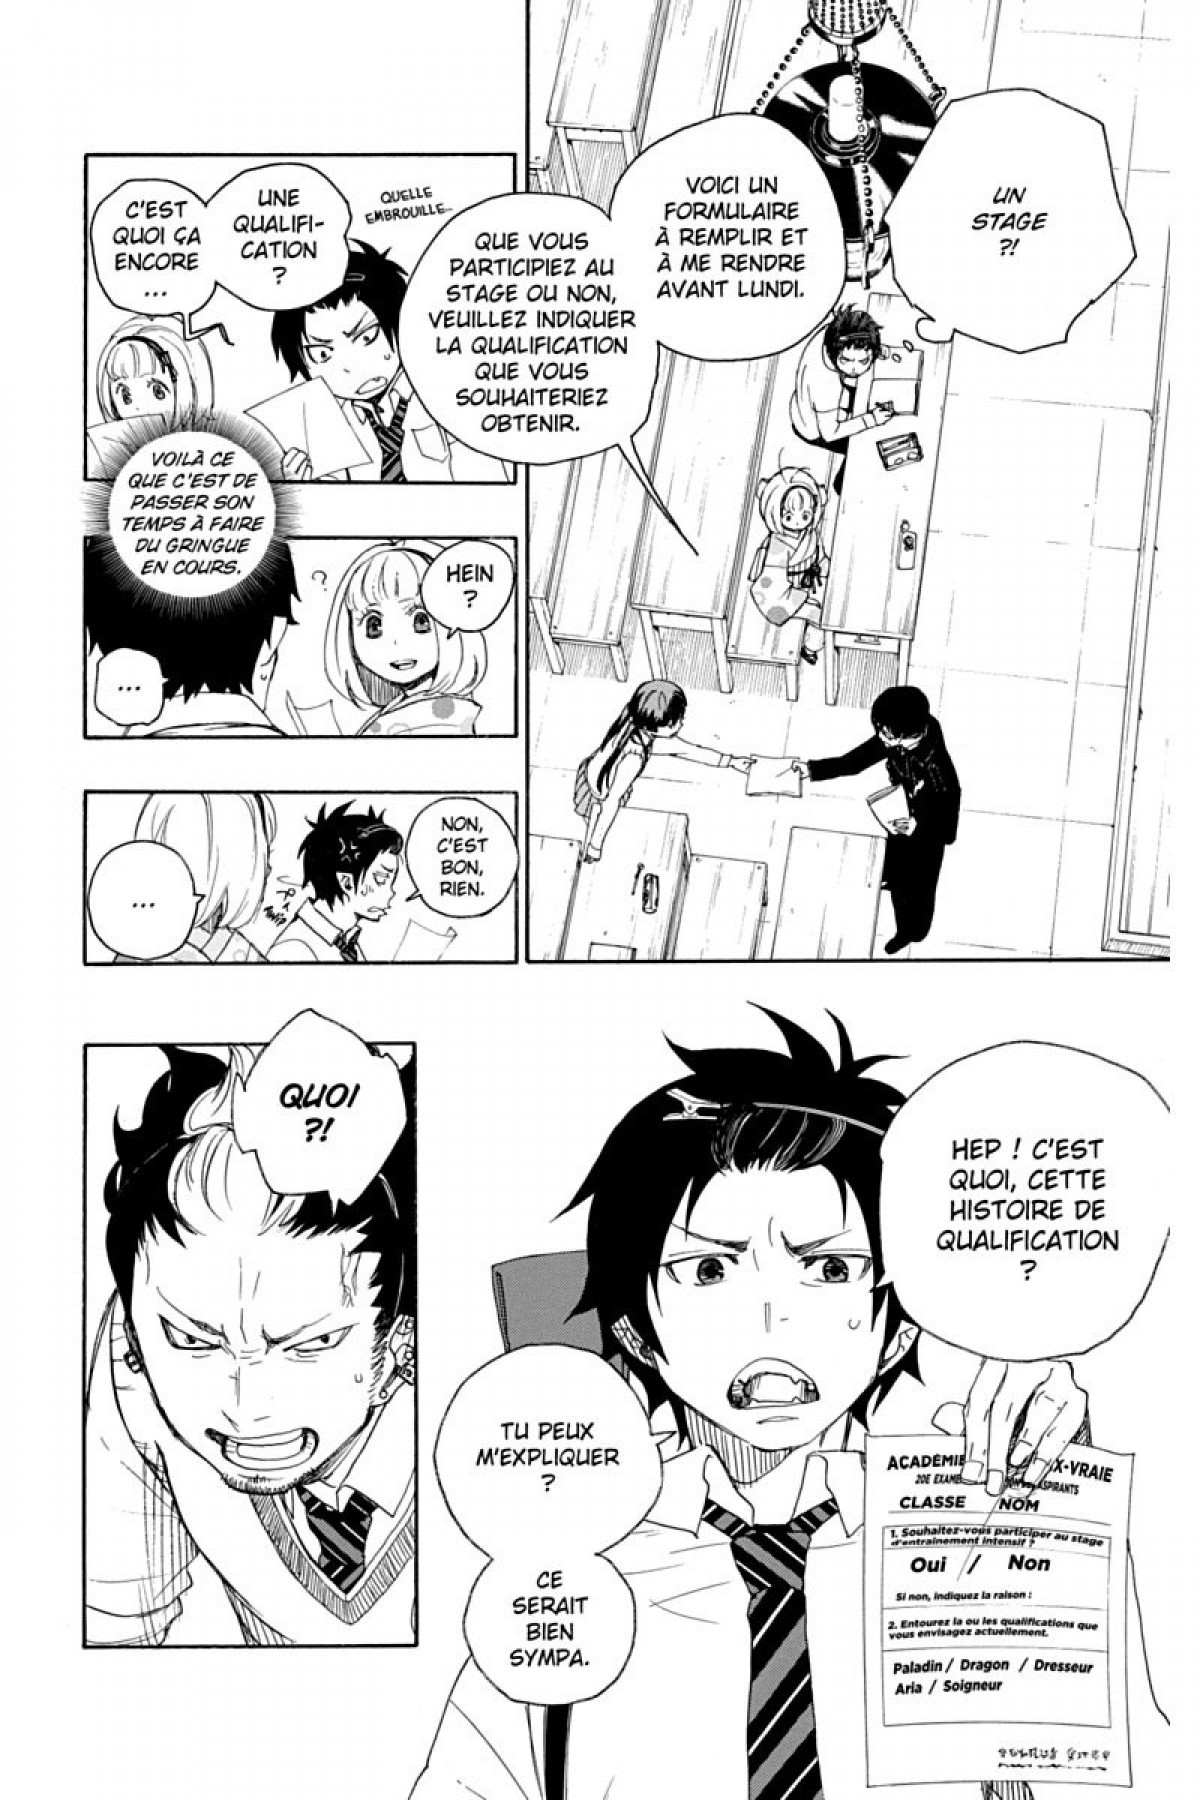 UN
STAGE
?!
VOICI UN
FORMULAIRE
À REMPLIR ET
À ME RENDRE
AVANT LUNDI.
QUE VOUS
PARTICIPIEZ AU
STAGE OU NON,
VEUILLEZ INDIQUER
LA QUALIFICATION
QUE VOUS
SOUHAITERIEZ
OBTENIR.
QUELLE
EMBROUILLE...
UNE
QUALIFI-
CATION
?
C'EST
QUOI ÇA
ENCORE
...
VOILÀ CE
QUE C'EST DE
PASSER SON
TEMPS À FAIRE
DU GRINGUE
EN COURS.
HEIN
?
...
NON,
C'EST
BON,
RIEN.
...
HEP ! C'EST
QUOI, CETTE
HISTOIRE DE
QUALIFICATION
?
TU PEUX
M'EXPLIQUER
?
CE
SERAIT
BIEN
SYMPA.
ACADÉMIE X-VRAIE
20E EXAME ASPIRANTS
CLASSE NOM
1. Souhaitez-vous participer au stage
d'entrainement intensif ?
Oui / Non
Si non, indiquez la raison :
2. Entourez la ou les qualifications que
vous envisagez actuellement.
Paladin / Dragon / Dresseur
Aria / Soigneur
QUOI
?!